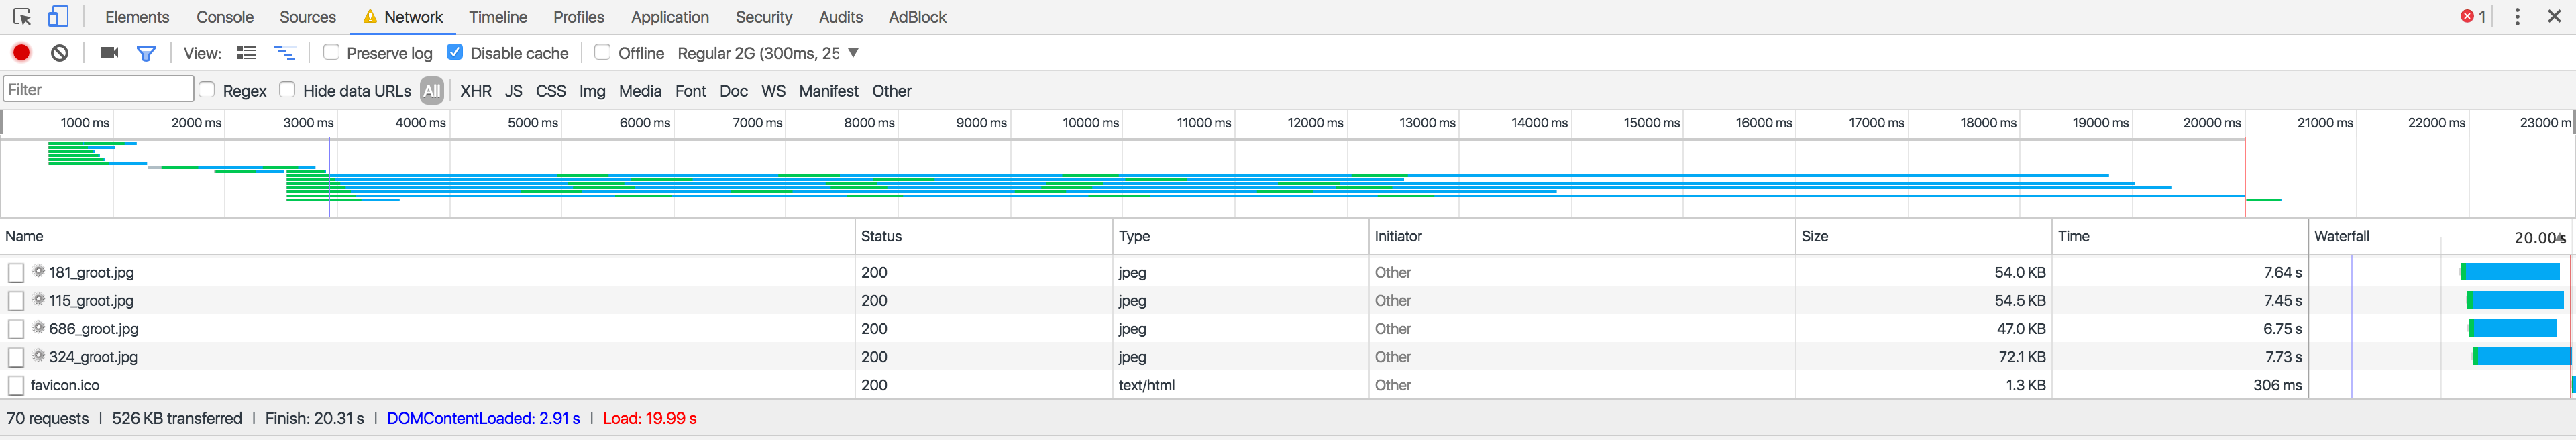 Elements Console Sources Network Timeline Profiles Application Security Audits AdBlock 1
View: Preserve log Disable cache Offline Regular 2G (300ms, 25
Filter Regex Hide data URLs All XHR JS CSS Img Media Font Doc WS Manifest Other
1000 ms 2000 ms 3000 ms 4000 ms 5000 ms 6000 ms 7000 ms 8000 ms 9000 ms 10000 ms 11000 ms 12000 ms 13000 ms 14000 ms 15000 ms 16000 ms 17000 ms 18000 ms 19000 ms 20000 ms 21000 ms 22000 ms 23000 m
Name Status Type Initiator Size Time Waterfall 20.00s
181_groot.jpg 200 jpeg Other 54.0 KB 7.64 s
115_groot.jpg 200 jpeg Other 54.5 KB 7.45 s
686_groot.jpg 200 jpeg Other 47.0 KB 6.75 s
324_groot.jpg 200 jpeg Other 72.1 KB 7.73 s
favicon.ico 200 text/html Other 1.3 KB 306 ms
70 requests | 526 KB transferred | Finish: 20.31 s | DOMContentLoaded: 2.91 s | Load: 19.99 s